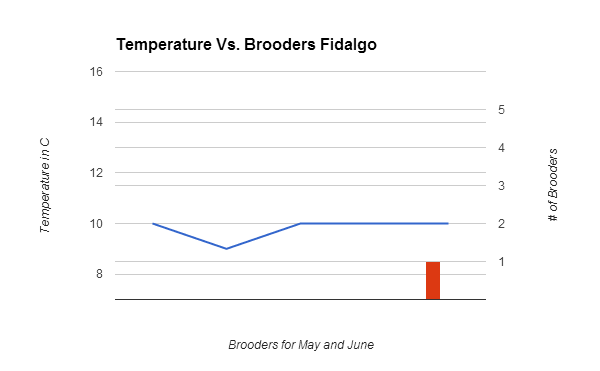 Temperature Vs. Brooders Fidalgo
16
14
12
10
8
Temperature in C
5
4
3
2
1
# of Brooders
Brooders for May and June